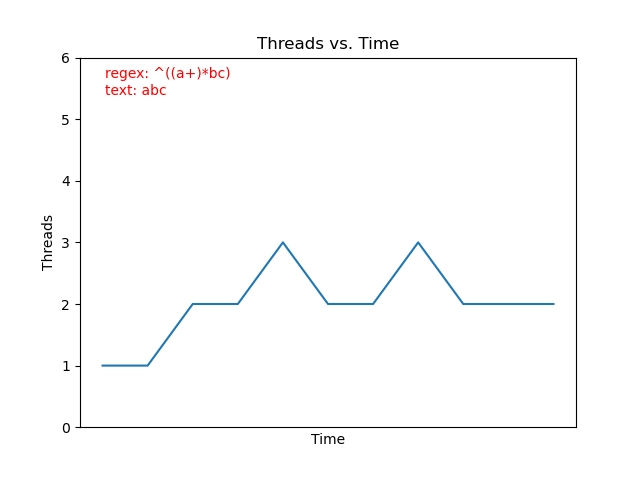 Threads vs. Time
regex: ^((a+)*bc)
text: abc
6
5
4
3
2
1
0
Threads
Time